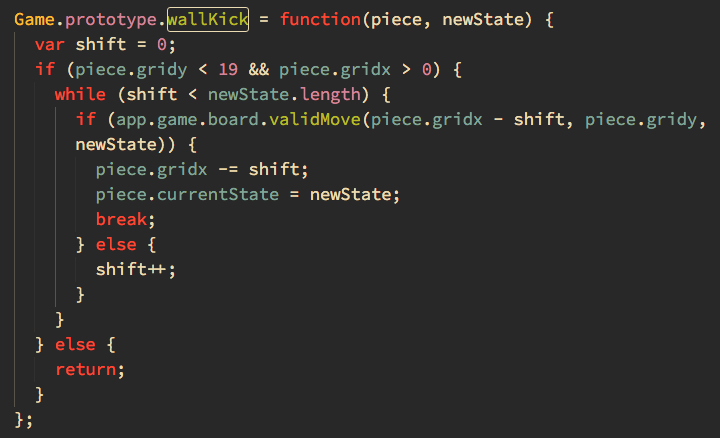 Game.prototype.wallKick = function(piece, newState) {
  var shift = 0;
  if (piece.gridy < 19 && piece.gridx > 0) {
    while (shift < newState.length) {
      if (app.game.board.validMove(piece.gridx - shift, piece.gridy,
      newState)) {
        piece.gridx -= shift;
        piece.currentState = newState;
        break;
      } else {
        shift++;
      }
    }
  } else {
    return;
  }
};